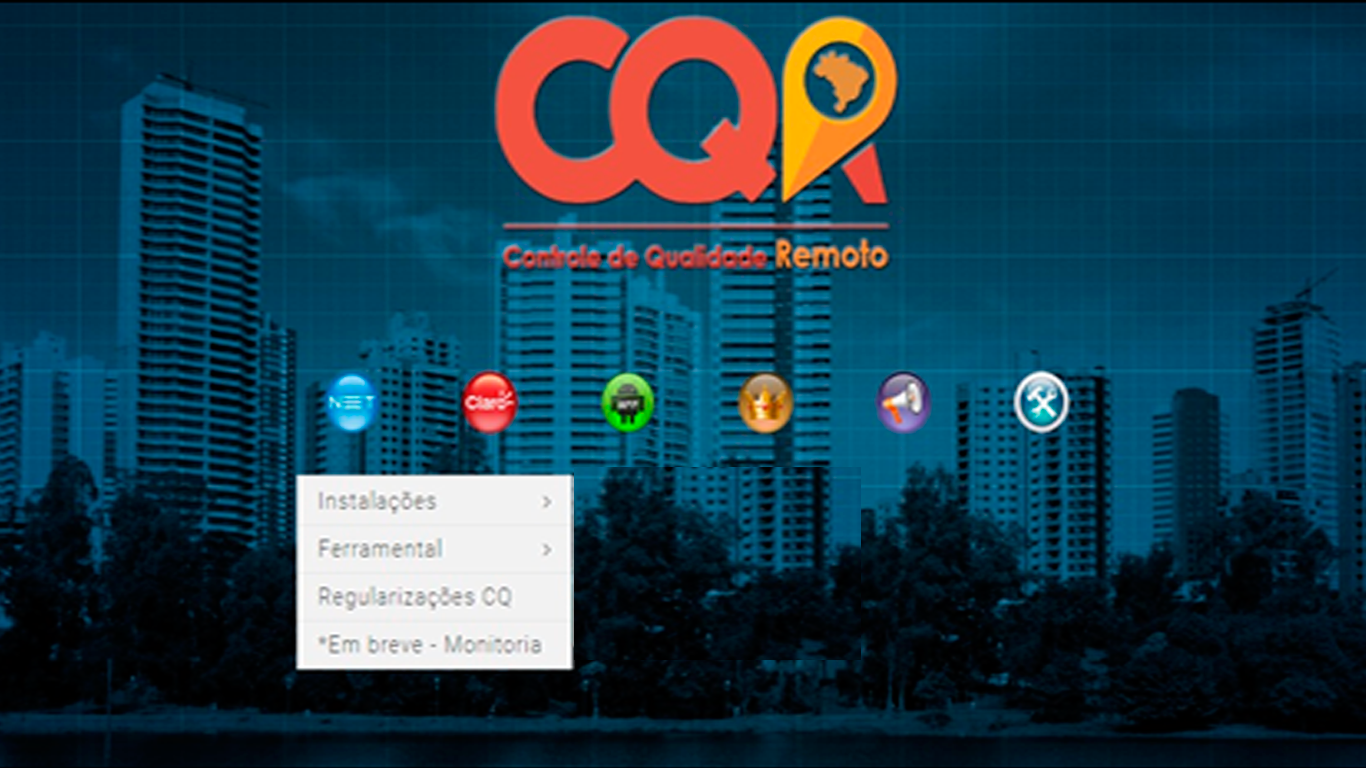 CQR
Controle de Qualidade Remoto
NET
Claro
APP
Instalações
Ferramental
Regularizações CQ
*Em breve - Monitoria